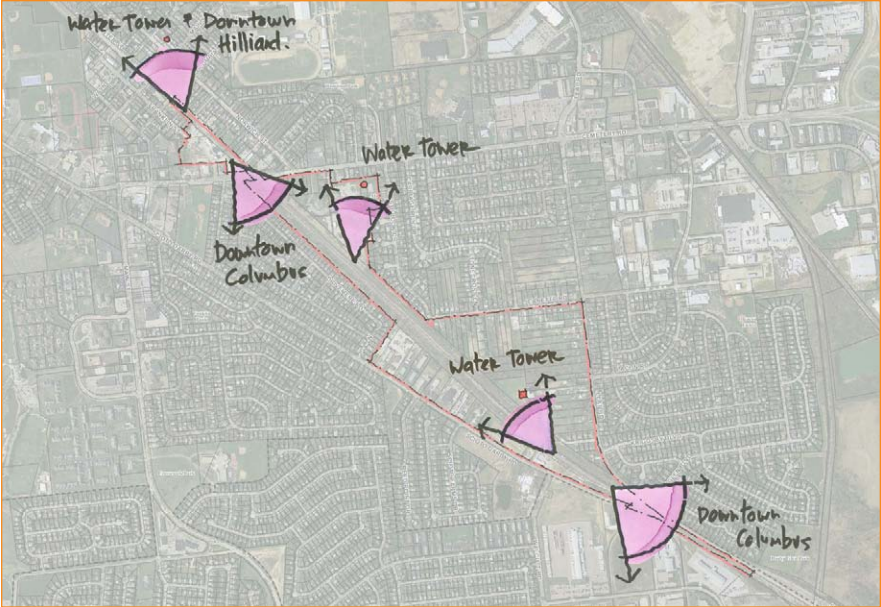 Water Tower & Downtown
Hilliard.
Water Tower
Downtown
Columbus
Water Tower
Downtown
Columbus